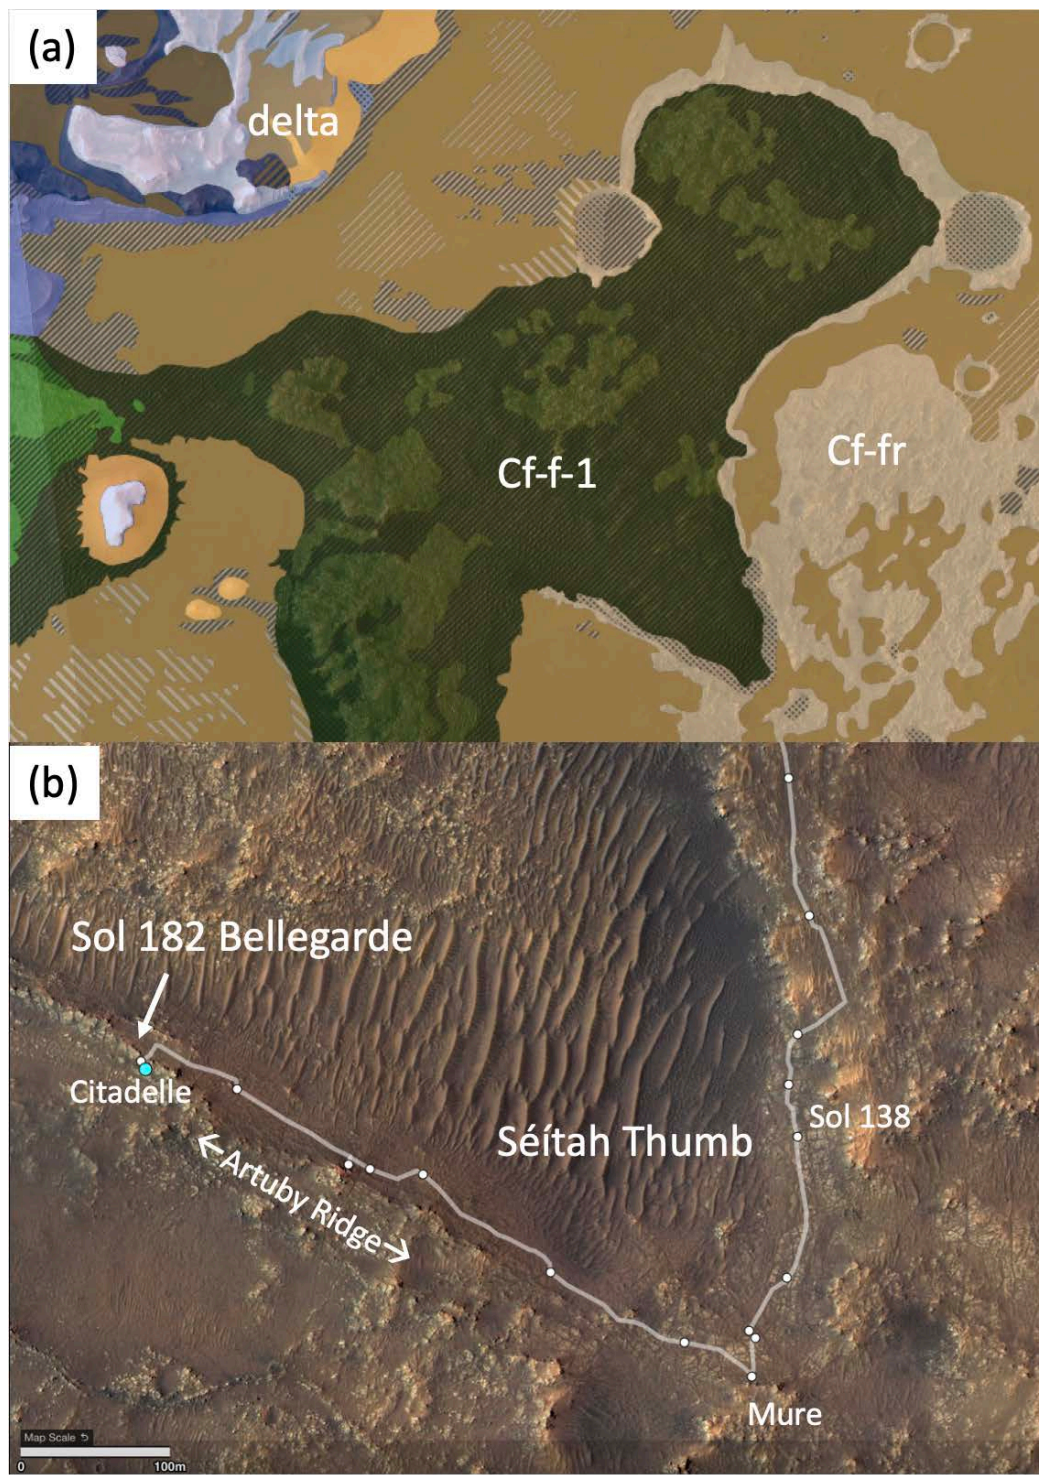 (a)
delta
Cf-fr
Cf-f-1
(b)
Sol 182 Bellegarde
Citadelle
Sol 138
Séítah Thumb
←Artuby Ridge→
Mure
Map Scale
0 100m